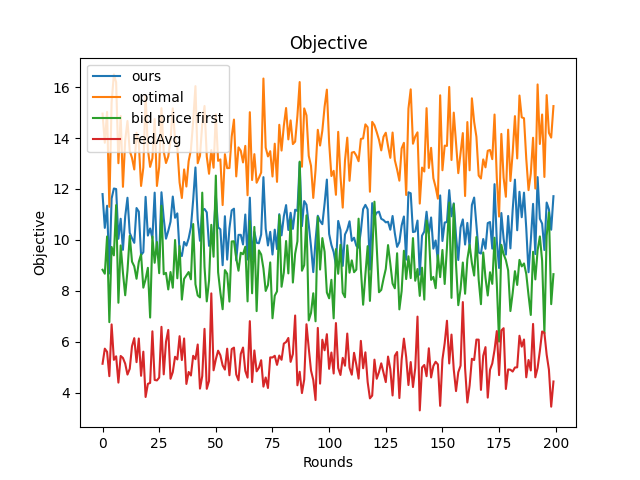 Objective
ours
optimal
bid price first
FedAvg
Objective
16
14
12
10
8
6
4
0 25 50 75 100 125 150 175 200
Rounds